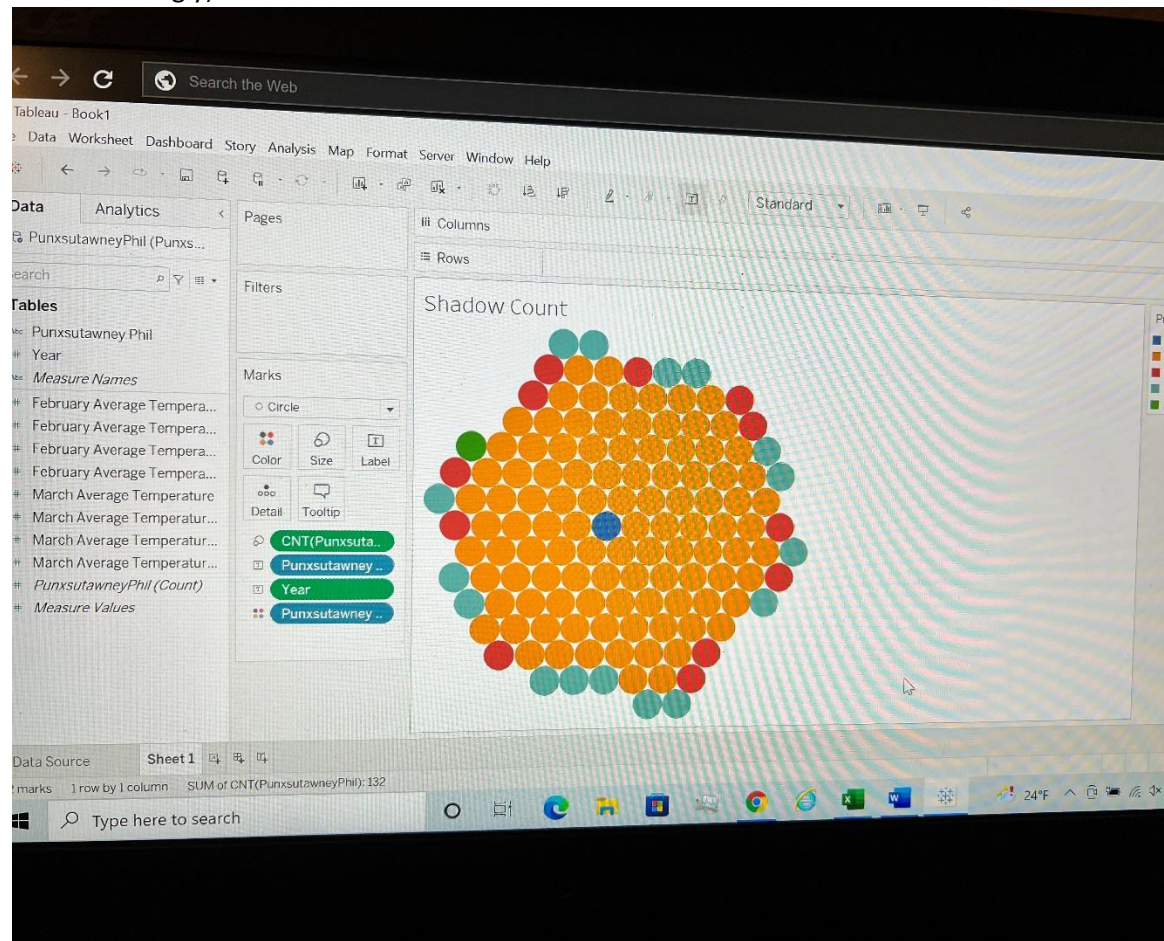 Search the Web
Tableau - Book1
Data Worksheet Dashboard Story Analysis Map Format Server Window Help
Standard
Data Analytics
PunxsutawneyPhil (Punxs...
Tables
Punxsutawney Phil
Year
Measure Names
February Average Tempera...
February Average Tempera...
February Average Tempera...
February Average Tempera...
March Average Temperature
March Average Temperatur...
March Average Temperatur...
March Average Temperatur...
PunxsutawneyPhil (Count)
Measure Values
Pages
Filters
Marks
Circle
Color Size Label
Detail Tooltip
CNT(Punxsuta..
Punxsutawney ..
Year
Punxsutawney ..
Columns
Rows
Shadow Count
Data Source Sheet 1
marks 1 row by 1 column SUM of CNT(PunxsutawneyPhil): 132
Type here to search
24°F